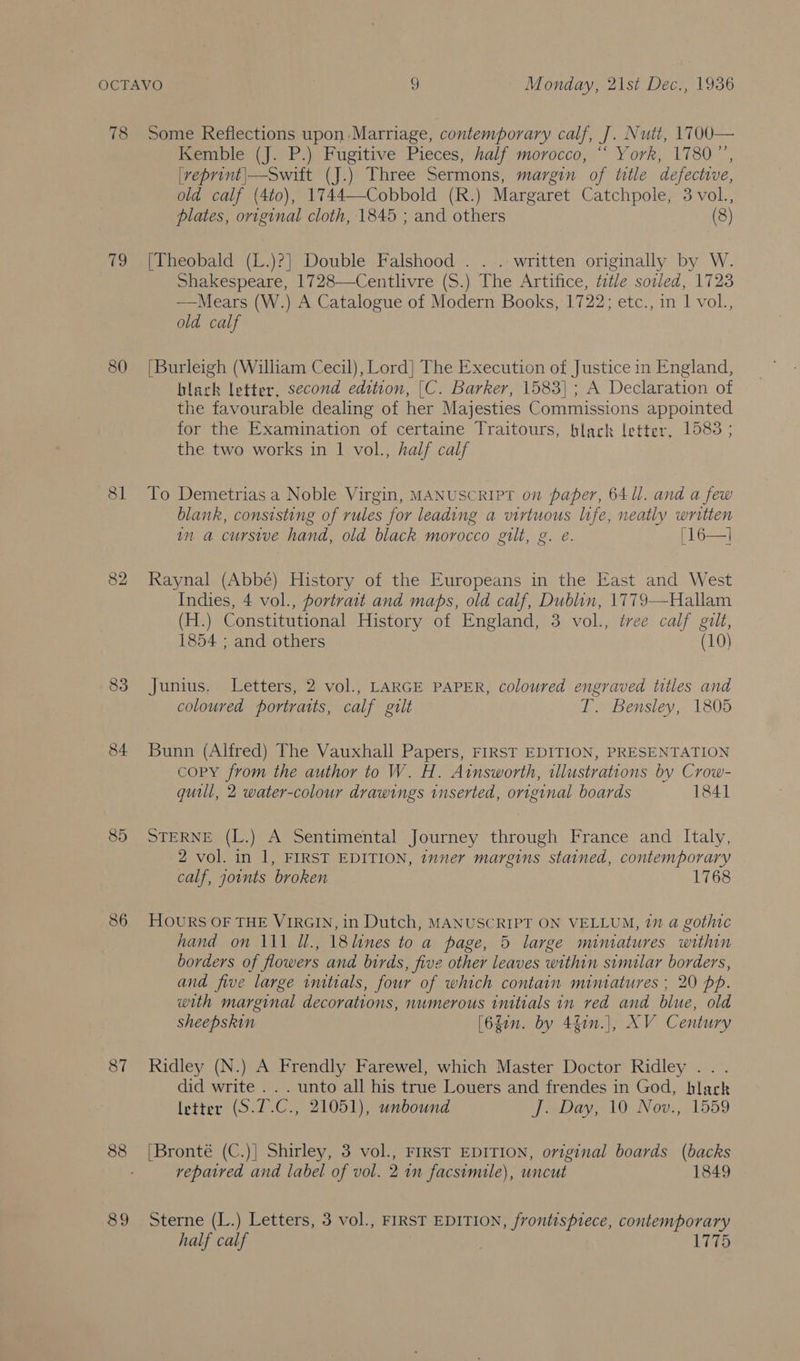 OCTAVO 9 Monday, 21st Dec., 1936
78 Some Reflections upon Marriage, contemporary calf, J. Nutt, 1700—
Kemble (J. P.) Fugitive Pieces, half morocco, “ York, 1780 ”,
[reprint]—Swift (J.) Three Sermons, margin of title defective,
old calf (4to), 1744—Cobbold (R.) Margaret Catchpole, 3 vol.,
plates, original cloth, 1845 ; and others (8)
79 [Theobald (L.)?] Double Falshood . . . written originally by W.
Shakespeare, 1728—Centlivre (S.) The Artifice, title soiled, 1723
—Mears (W.) A Catalogue of Modern Books, 1722; etc., in 1 vol.,
old calf
80 [Burleigh (William Cecil), Lord] The Execution of Justice in England,
black letter, second edition, [C. Barker, 1583] ; A Declaration of
the favourable dealing of her Majesties Commissions appointed
for the Examination of certaine Traitours, black letter, 1583 ;
the two works in 1 vol., half calf
81 To Demetrias a Noble Virgin, MANUSCRIPT on paper, 64 ll. and a few
blank, consisting of rules for leading a virtuous life, neatly written
in a cursive hand, old black morocco gilt, g. e. [16—]
82 Raynal (Abbé) History of the Europeans in the East and West
Indies, 4 vol., portrait and maps, old calf, Dublin, 1779—Hallam
(H.) Constitutional History of England, 3 vol., tree calf gilt,
1854 ; and others (10)
83 Junius. Letters, 2 vol., LARGE PAPER, coloured engraved titles and
coloured portraits, calf gilt T. Bensley, 1805
84 Bunn (Alfred) The Vauxhall Papers, FIRST EDITION, PRESENTATION
COPY from the author to W. H. Ainsworth, illustrations by Crow-
quill, 2 water-colour drawings inserted, original boards 1841
85 STERNE (L.) A Sentimental Journey through France and Italy,
2 vol. in 1, FIRST EDITION, inner margins stained, contemporary
calf, joints broken 1768
86 HOURS OF THE VIRGIN, in Dutch, MANUSCRIPT ON VELLUM, in a gothic
hand on 111 ll., 18 lines to a page, 5 large miniatures within
borders of flowers and birds, five other leaves within similar borders,
and five large initials, four of which contain miniatures ; 20 pp.
with marginal decorations, numerous initials in red and blue, old
sheepskin [6¾in. by 4¾in.], XV Century
87 Ridley (N.) A Frendly Farewel, which Master Doctor Ridley . . .
did write . . . unto all his true Louers and frendes in God, black
letter (S.T.C., 21051), unbound J. Day, 10 Nov., 1559
88 [Brontë (C.)] Shirley, 3 vol., FIRST EDITION, original boards (backs
repaired and label of vol. 2 in facsimile), uncut 1849
89 Sterne (L.) Letters, 3 vol., FIRST EDITION, frontispiece, contemporary
half calf 1775